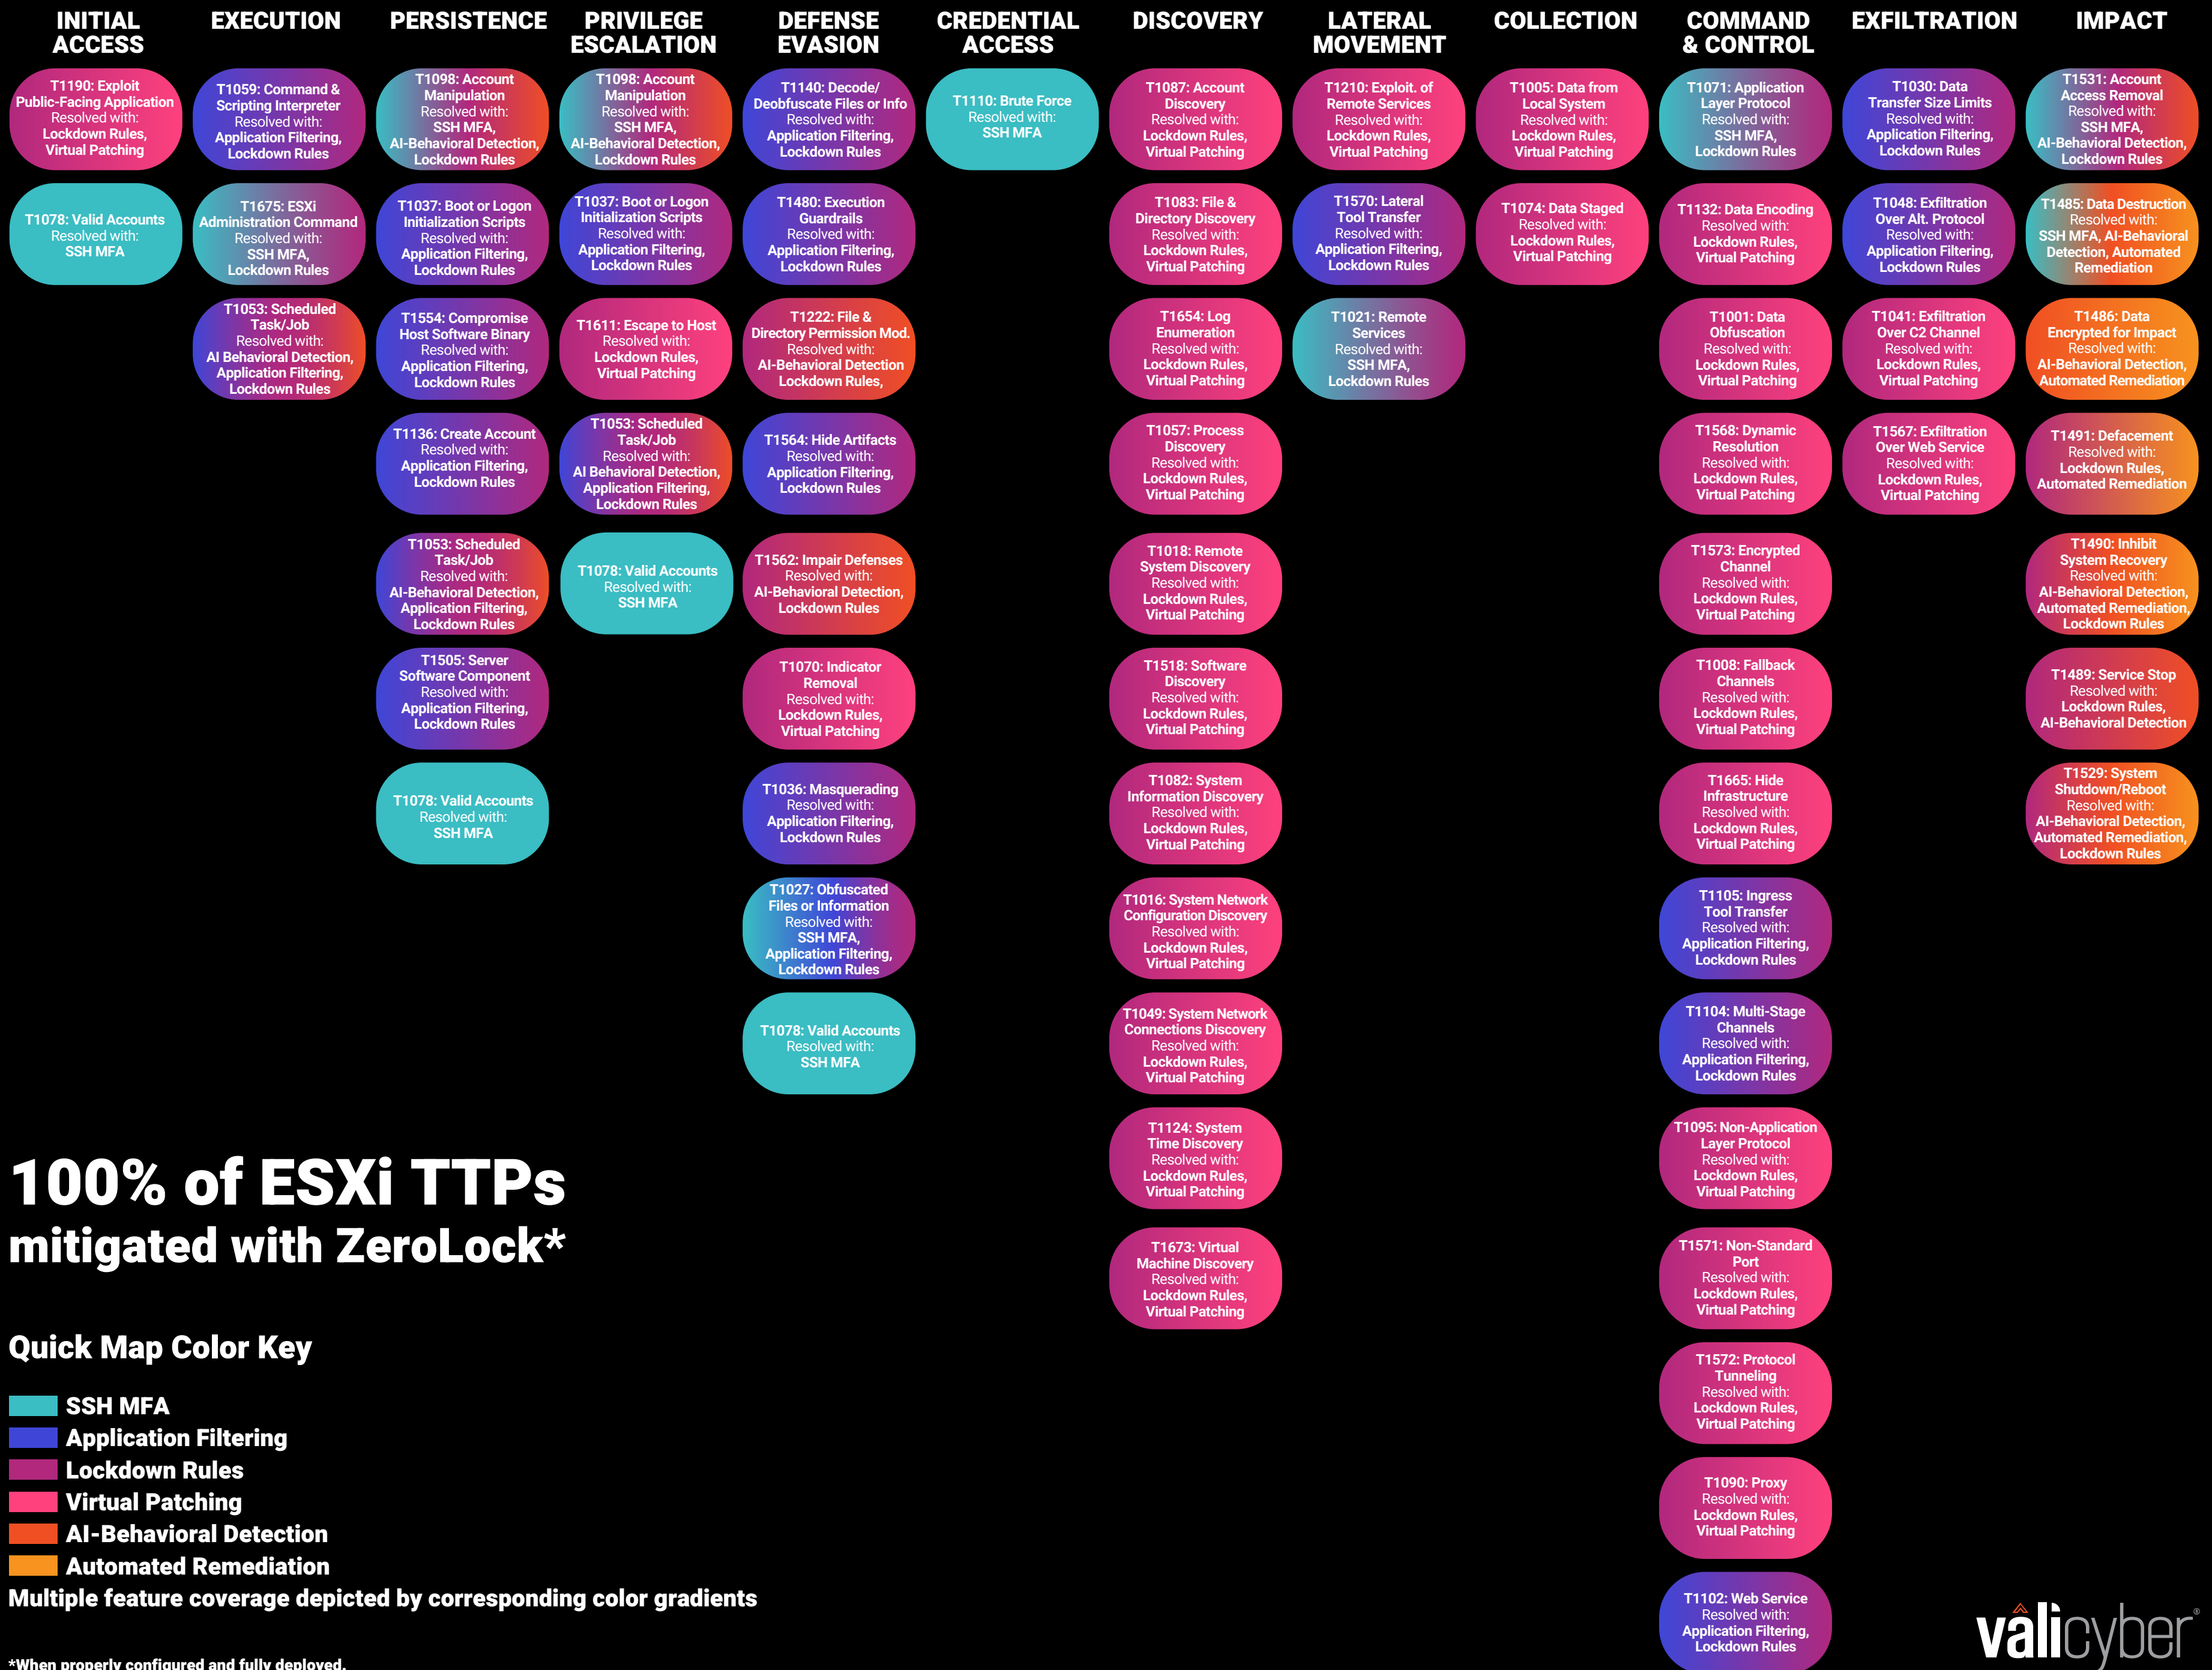 INITIAL
ACCESS
T1190: Exploit
Public-Facing Application
Resolved with:
Lockdown Rules,
Virtual Patching
T1078: Valid Accounts
Resolved with:
SSH MFA
EXECUTION
T1059: Command &
Scripting Interpreter
Resolved with:
Application Filtering,
Lockdown Rules
T1675: ESXi
Administration Command
Resolved with:
SSH MFA,
Lockdown Rules
T1053: Scheduled
Task/Job
Resolved with:
AI Behavioral Detection,
Application Filtering,
Lockdown Rules
PERSISTENCE
T1098: Account
Manipulation
Resolved with:
SSH MFA,
AI-Behavioral Detection,
Lockdown Rules
T1037: Boot or Logon
Initialization Scripts
Resolved with:
Application Filtering,
Lockdown Rules
T1554: Compromise
Host Software Binary
Resolved with:
Application Filtering,
Lockdown Rules
T1136: Create Account
Resolved with:
Application Filtering,
Lockdown Rules
T1053: Scheduled
Task/Job
Resolved with:
AI-Behavioral Detection,
Application Filtering,
Lockdown Rules
T1505: Server
Software Component
Resolved with:
Application Filtering,
Lockdown Rules
T1078: Valid Accounts
Resolved with:
SSH MFA
PRIVILEGE
ESCALATION
T1098: Account
Manipulation
Resolved with:
SSH MFA,
AI-Behavioral Detection,
Lockdown Rules
T1037: Boot or Logon
Initialization Scripts
Resolved with:
Application Filtering,
Lockdown Rules
T1611: Escape to Host
Resolved with:
Lockdown Rules,
Virtual Patching
T1053: Scheduled
Task/Job
Resolved with:
AI Behavioral Detection,
Application Filtering,
Lockdown Rules
T1078: Valid Accounts
Resolved with:
SSH MFA
DEFENSE
EVASION
T1140: Decode/
Deobfuscate Files or Info
Resolved with:
Application Filtering,
Lockdown Rules
T1480: Execution
Guardrails
Resolved with:
Application Filtering,
Lockdown Rules
T1222: File &
Directory Permission Mod.
Resolved with:
AI-Behavioral Detection
Lockdown Rules,
T1564: Hide Artifacts
Resolved with:
Application Filtering,
Lockdown Rules
T1562: Impair Defenses
Resolved with:
AI-Behavioral Detection,
Lockdown Rules
T1070: Indicator
Removal
Resolved with:
Lockdown Rules,
Virtual Patching
T1036: Masquerading
Resolved with:
Application Filtering,
Lockdown Rules
T1027: Obfuscated
Files or Information
Resolved with:
SSH MFA,
Application Filtering,
Lockdown Rules
T1078: Valid Accounts
Resolved with:
SSH MFA
CREDENTIAL
ACCESS
T1110: Brute Force
Resolved with:
SSH MFA
DISCOVERY
T1087: Account
Discovery
Resolved with:
Lockdown Rules,
Virtual Patching
T1083: File &
Directory Discovery
Resolved with:
Lockdown Rules,
Virtual Patching
T1654: Log
Enumeration
Resolved with:
Lockdown Rules,
Virtual Patching
T1057: Process
Discovery
Resolved with:
Lockdown Rules,
Virtual Patching
T1018: Remote
System Discovery
Resolved with:
Lockdown Rules,
Virtual Patching
T1518: Software
Discovery
Resolved with:
Lockdown Rules,
Virtual Patching
T1082: System
Information Discovery
Resolved with:
Lockdown Rules,
Virtual Patching
T1016: System Network
Configuration Discovery
Resolved with:
Lockdown Rules,
Virtual Patching
T1049: System Network
Connections Discovery
Resolved with:
Lockdown Rules,
Virtual Patching
T1124: System
Time Discovery
Resolved with:
Lockdown Rules,
Virtual Patching
T1673: Virtual
Machine Discovery
Resolved with:
Lockdown Rules,
Virtual Patching
LATERAL
MOVEMENT
T1210: Exploit. of
Remote Services
Resolved with:
Lockdown Rules,
Virtual Patching
T1570: Lateral
Tool Transfer
Resolved with:
Application Filtering,
Lockdown Rules
T1021: Remote
Services
Resolved with:
SSH MFA,
Lockdown Rules
COLLECTION
T1005: Data from
Local System
Resolved with:
Lockdown Rules,
Virtual Patching
T1074: Data Staged
Resolved with:
Lockdown Rules,
Virtual Patching
COMMAND
& CONTROL
T1071: Application
Layer Protocol
Resolved with:
SSH MFA,
Lockdown Rules
T1132: Data Encoding
Resolved with:
Lockdown Rules,
Virtual Patching
T1001: Data
Obfuscation
Resolved with:
Lockdown Rules,
Virtual Patching
T1568: Dynamic
Resolution
Resolved with:
Lockdown Rules,
Virtual Patching
T1573: Encrypted
Channel
Resolved with:
Lockdown Rules,
Virtual Patching
T1008: Fallback
Channels
Resolved with:
Lockdown Rules,
Virtual Patching
T1665: Hide
Infrastructure
Resolved with:
Lockdown Rules,
Virtual Patching
T1105: Ingress
Tool Transfer
Resolved with:
Application Filtering,
Lockdown Rules
T1104: Multi-Stage
Channels
Resolved with:
Application Filtering,
Lockdown Rules
T1095: Non-Application
Layer Protocol
Resolved with:
Lockdown Rules,
Virtual Patching
T1571: Non-Standard
Port
Resolved with:
Lockdown Rules,
Virtual Patching
T1572: Protocol
Tunneling
Resolved with:
Lockdown Rules,
Virtual Patching
T1090: Proxy
Resolved with:
Lockdown Rules,
Virtual Patching
T1102: Web Service
Resolved with:
Application Filtering,
Lockdown Rules
EXFILTRATION
T1030: Data
Transfer Size Limits
Resolved with:
Application Filtering,
Lockdown Rules
T1048: Exfiltration
Over Alt. Protocol
Resolved with:
Application Filtering,
Lockdown Rules
T1041: Exfiltration
Over C2 Channel
Resolved with:
Lockdown Rules,
Virtual Patching
T1567: Exfiltration
Over Web Service
Resolved with:
Lockdown Rules,
Virtual Patching
IMPACT
T1531: Account
Access Removal
Resolved with:
SSH MFA,
AI-Behavioral Detection,
Lockdown Rules
T1485: Data Destruction
Resolved with:
SSH MFA, AI-Behavioral
Detection, Automated
Remediation
T1486: Data
Encrypted for Impact
Resolved with:
AI-Behavioral Detection,
Automated Remediation
T1491: Defacement
Resolved with:
Lockdown Rules,
Automated Remediation
T1490: Inhibit
System Recovery
Resolved with:
AI-Behavioral Detection,
Automated Remediation,
Lockdown Rules
T1489: Service Stop
Resolved with:
Lockdown Rules,
AI-Behavioral Detection
T1529: System
Shutdown/Reboot
Resolved with:
AI-Behavioral Detection,
Automated Remediation,
Lockdown Rules
100% of ESXi TTPs
mitigated with ZeroLock*
Quick Map Color Key
SSH MFA
Application Filtering
Lockdown Rules
Virtual Patching
AI-Behavioral Detection
Automated Remediation
Multiple feature coverage depicted by corresponding color gradients
*When properly configured and fully deployed.
valicyber®